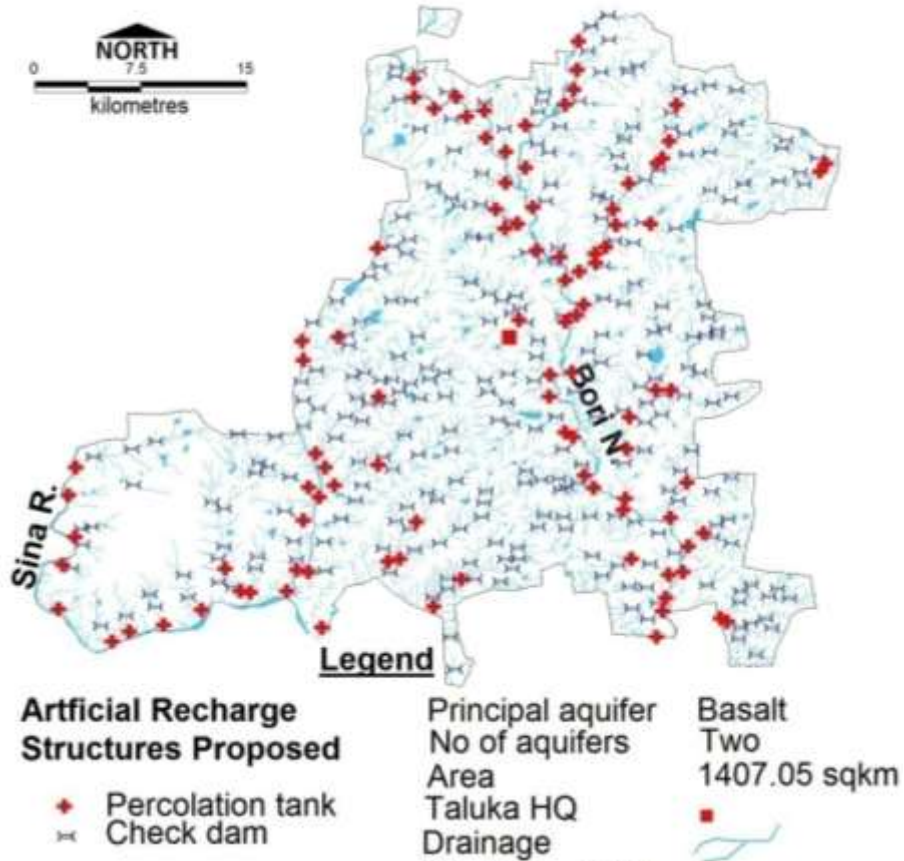 NORTH
0 7.5 15
kilometres
Bori N.
Sina R.
Legend
Artficial Recharge
Structures Proposed
Percolation tank
Check dam
Principal aquifer Basalt
No of aquifers Two
Area 1407.05 sqkm
Taluka HQ
Drainage